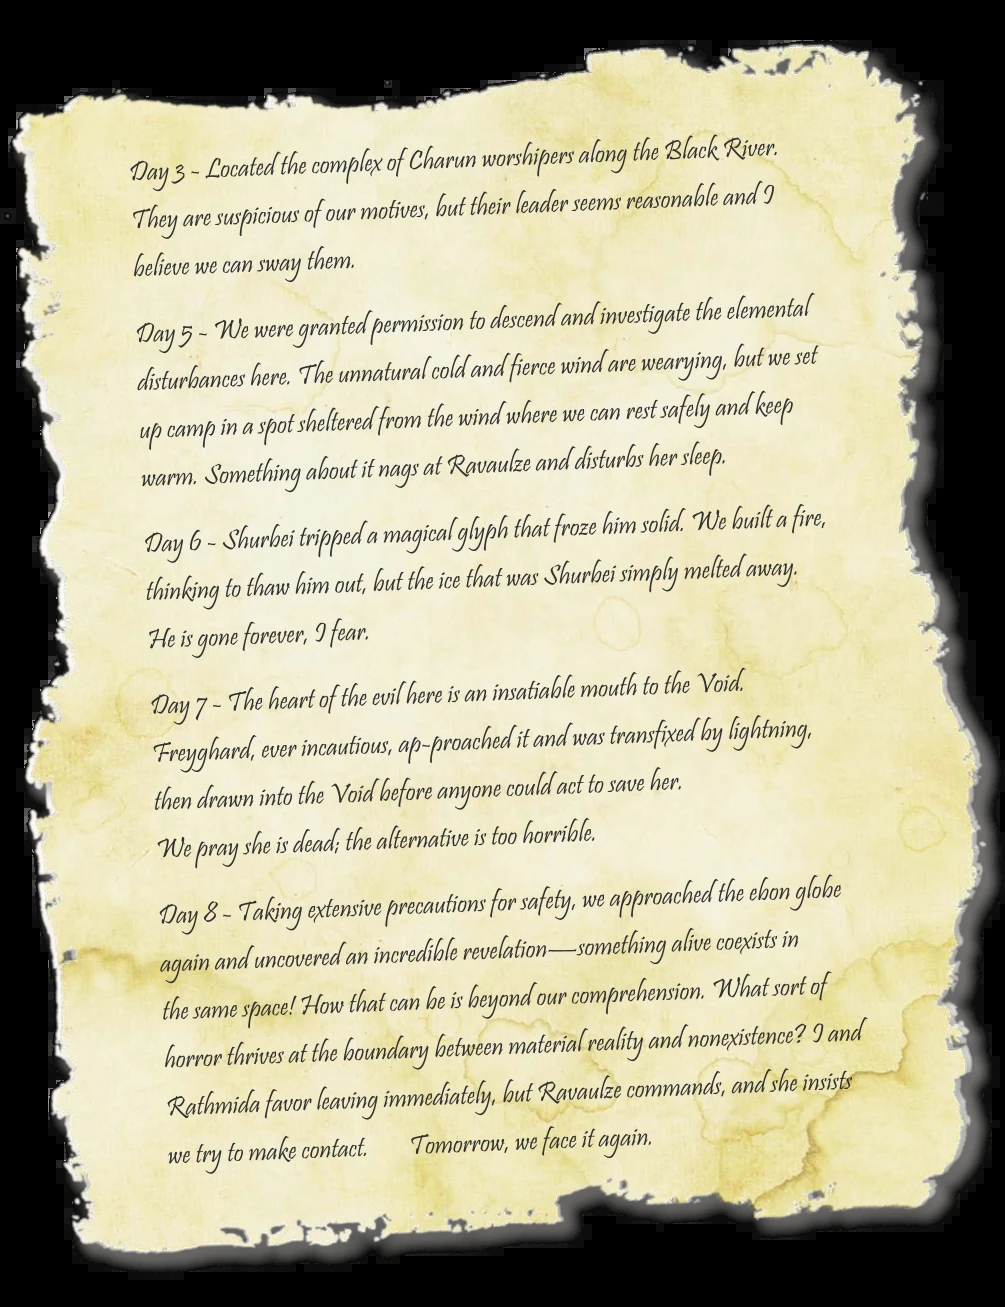 Day 3 - Located the complex of Charun worshipers along the Black River.
They are suspicious of our motives, but their leader seems reasonable and I
believe we can sway them.
Day 5 - We were granted permission to descend and investigate the elemental
disturbances here. The unnatural cold and fierce wind are wearying, but we set
up camp in a spot sheltered from the wind where we can rest safely and keep
warm. Something about it nags at Ravaulze and disturbs her sleep.
Day 6 - Shurbei tripped a magical glyph that froze him solid. We built a fire,
thinking to thaw him out, but the ice that was Shurbei simply melted away.
He is gone forever, I fear.
Day 7 - The heart of the evil here is an insatiable mouth to the Void.
Freyghard, ever incautious, ap-proached it and was transfixed by lightning,
then drawn into the Void before anyone could act to save her.
We pray she is dead; the alternative is too horrible.
Day 8 - Taking extensive precautions for safety, we approached the ebon globe
again and uncovered an incredible revelation—something alive coexists in
the same space! How that can be is beyond our comprehension. What sort of
horror thrives at the boundary between material reality and nonexistence? I and
Rathmida favor leaving immediately, but Ravaulze commands, and she insists
we try to make contact. Tomorrow, we face it again.